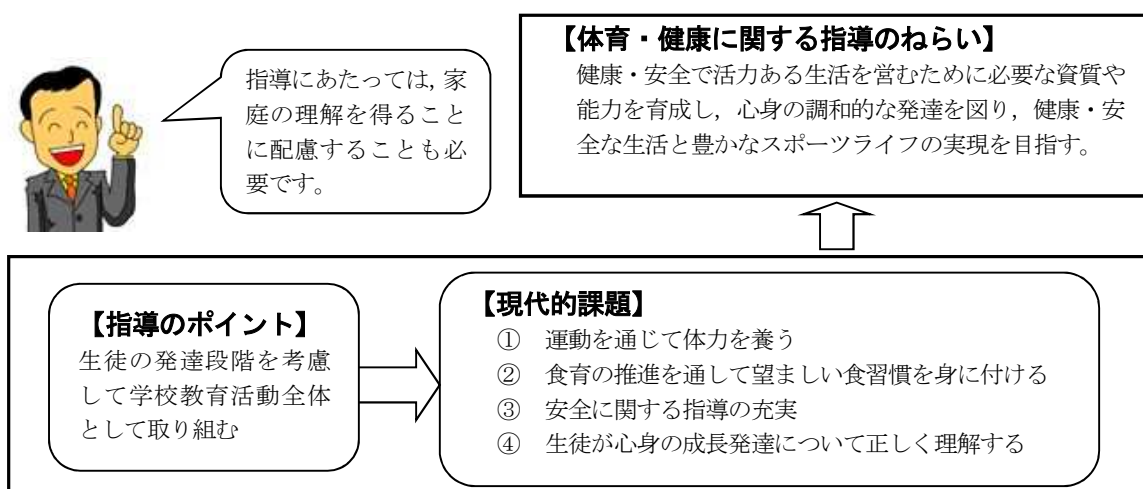 指導にあたっては,家
庭の理解を得ること
に配慮することも必
要です。
【体育・健康に関する指導のねらい】
健康・安全で活力ある生活を営むために必要な資質や
能力を育成し,心身の調和的な発達を図り,健康・安
全な生活と豊かなスポーツライフの実現を目指す。
【指導のポイント】
生徒の発達段階を考慮
して学校教育活動全体
として取り組む
【現代的課題】
① 運動を通じて体力を養う
② 食育の推進を通して望ましい食習慣を身に付ける
③ 安全に関する指導の充実
④ 生徒が心身の成長発達について正しく理解する